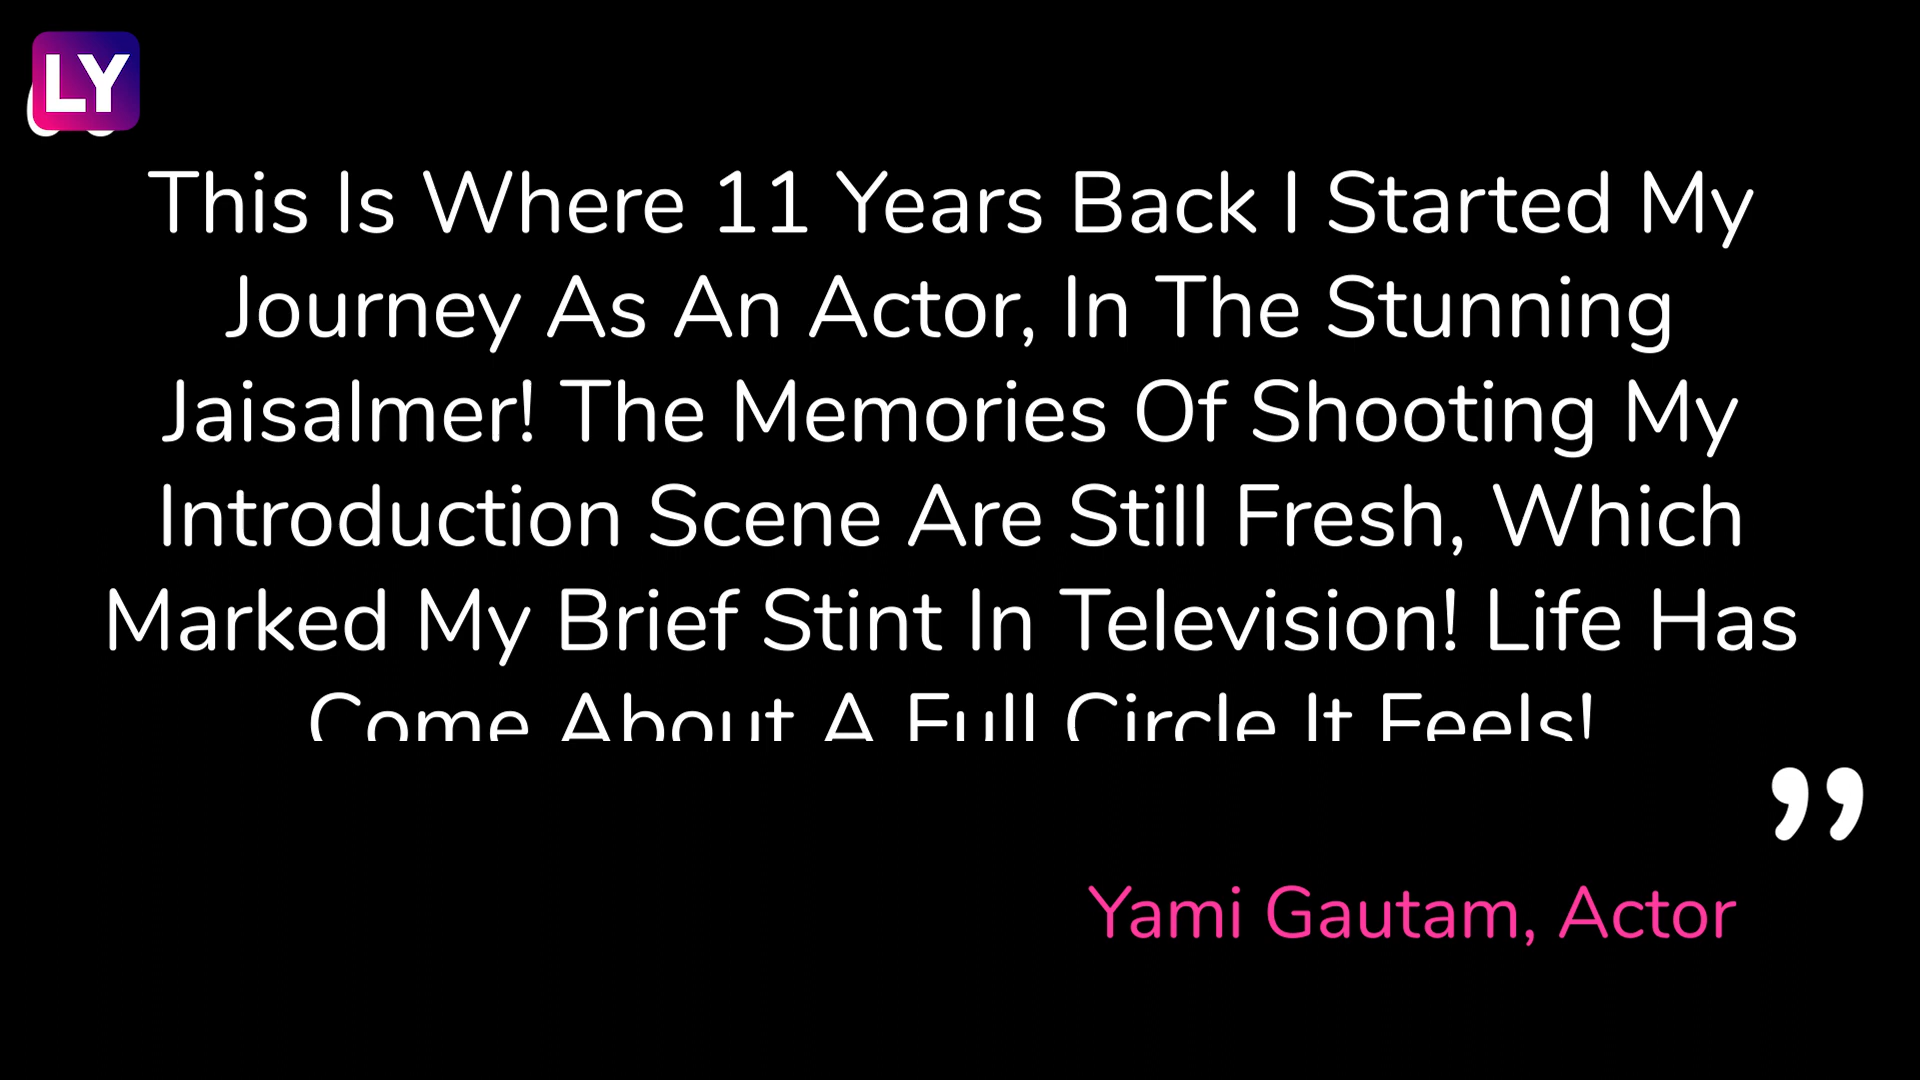 LY
This Is Where 11 Years Back I Started My
Journey As An Actor, In The Stunning
Jaisalmer! The Memories Of Shooting My
Introduction Scene Are Still Fresh, Which
Marked My Brief Stint In Television! Life Has
Come About A Full Circle It Feels!
”
Yami Gautam, Actor